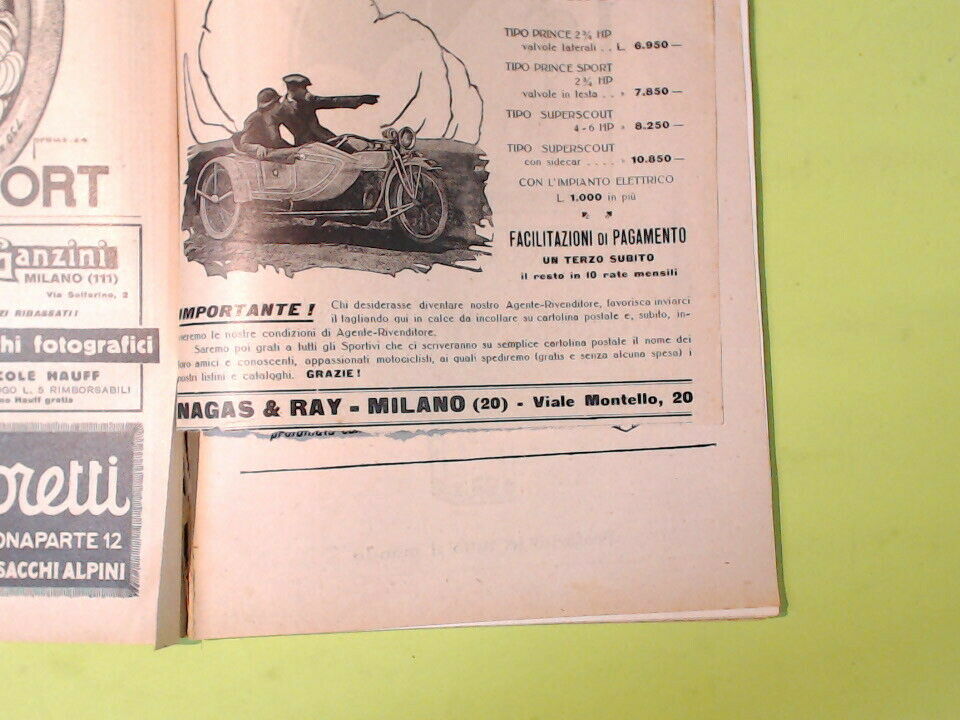 ORT
Ganzini
MILANO (111)
Via Solferino, 2
ZI RIBASSATI!
hi fotografici
COLE HAUFF
OGO L. 5 RIMBORSABILI
no Hauff gratis
oretti
ONAPARTE 12
SACCHI ALPINI
TIPO PRINCE 2¾ HP
valvole laterali . . L. 6.950 —
TIPO PRINCE SPORT
2¾ HP
valvole in testa . . » 7.850 —
TIPO SUPERSCOUT
4-6 HP » 8.250 —
TIPO SUPERSCOUT
con sidecar . . . . » 10.850 —
CON L'IMPIANTO ELETTRICO
L. 1.000 in più
FACILITAZIONI DI PAGAMENTO
UN TERZO SUBITO
il resto in 10 rate mensili
IMPORTANTE! Chi desiderasse diventare nostro Agente-Rivenditore, favorisca inviarci
il tagliando qui in calce da incollare su cartolina postale e, subito, in-
vieremo le nostre condizioni di Agente-Rivenditore.
Saremo poi grati a tutti gli Sportivi che ci scriveranno su semplice cartolina postale il nome dei
loro amici e conoscenti, appassionati motociclisti, ai quali spediremo (gratis e senza alcuna spesa) i
nostri listini e cataloghi. GRAZIE!
NAGAS & RAY - MILANO (20) - Viale Montello, 20